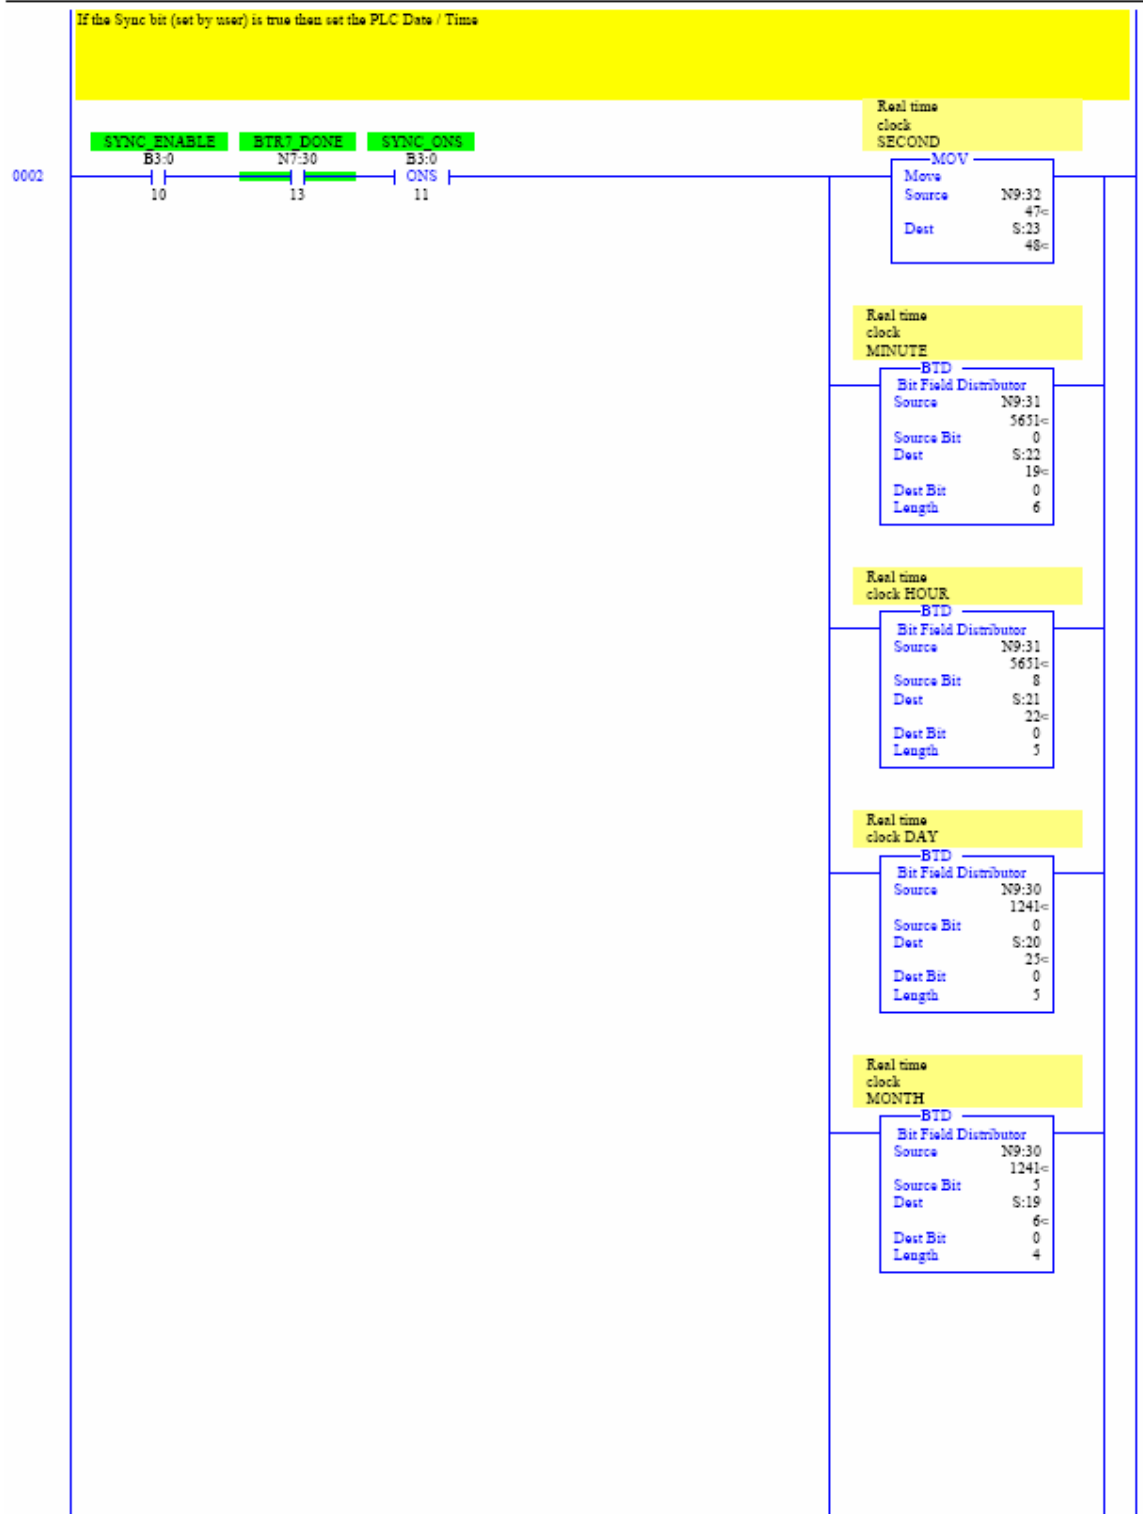 If the Sync bit (set by user) is true then set the PLC Date / Time
Real time
clock
SECOND
SYNC_ENABLE BTR7_DONE SYNC_ONS
B3:0 N7:30 B3:0
MOV
0002 ONS
10 13 11
Move
Source N9:32
47<
Dest S:23
48<
Real time
clock
MINUTE
BTD
Bit Field Distributor
Source N9:31
5651<
Source Bit 0
Dest S:22
19<
Dest Bit 0
Length 6
Real time
clock HOUR
BTD
Bit Field Distributor
Source N9:31
5651<
Source Bit 8
Dest S:21
22<
Dest Bit 0
Length 5
Real time
clock DAY
BTD
Bit Field Distributor
Source N9:30
1241<
Source Bit 0
Dest S:20
25<
Dest Bit 0
Length 5
Real time
clock
MONTH
BTD
Bit Field Distributor
Source N9:30
1241<
Source Bit 5
Dest S:19
6<
Dest Bit 0
Length 4